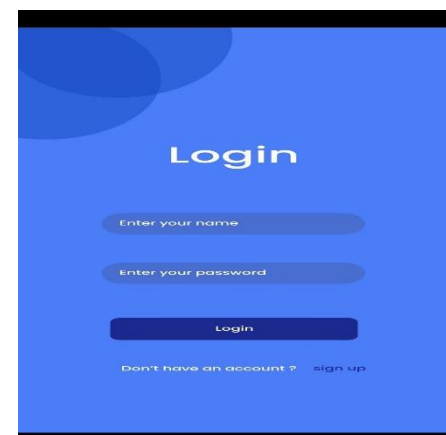 Login
Enter your name
Enter your password
Login
Don't have an account ? sign up